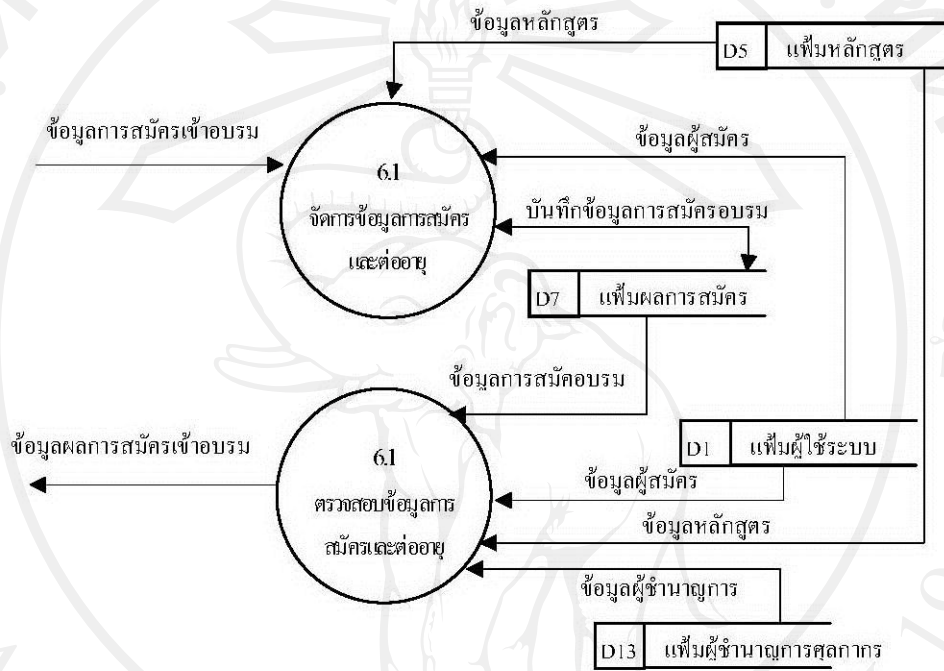 ข้อมูลหลักสูตร
D5 แฟ้มหลักสูตร
ข้อมูลการสมัครเข้าอบรม
ข้อมูลผู้สมัคร
6.1
จัดการข้อมูลการสมัคร
และต่ออายุ
บันทึกข้อมูลการสมัครอบรม
D7 แฟ้มผลการสมัคร
ข้อมูลการสมัคอบรม
ข้อมูลผลการสมัครเข้าอบรม
D1 แฟ้มผู้ใช้ระบบ
6.1
ตรวจสอบข้อมูลการ
สมัครและต่ออายุ
ข้อมูลผู้สมัคร
ข้อมูลหลักสูตร
ข้อมูลผู้ชำนาญการ
D13 แฟ้มผู้ชำนาญการศุลกากร